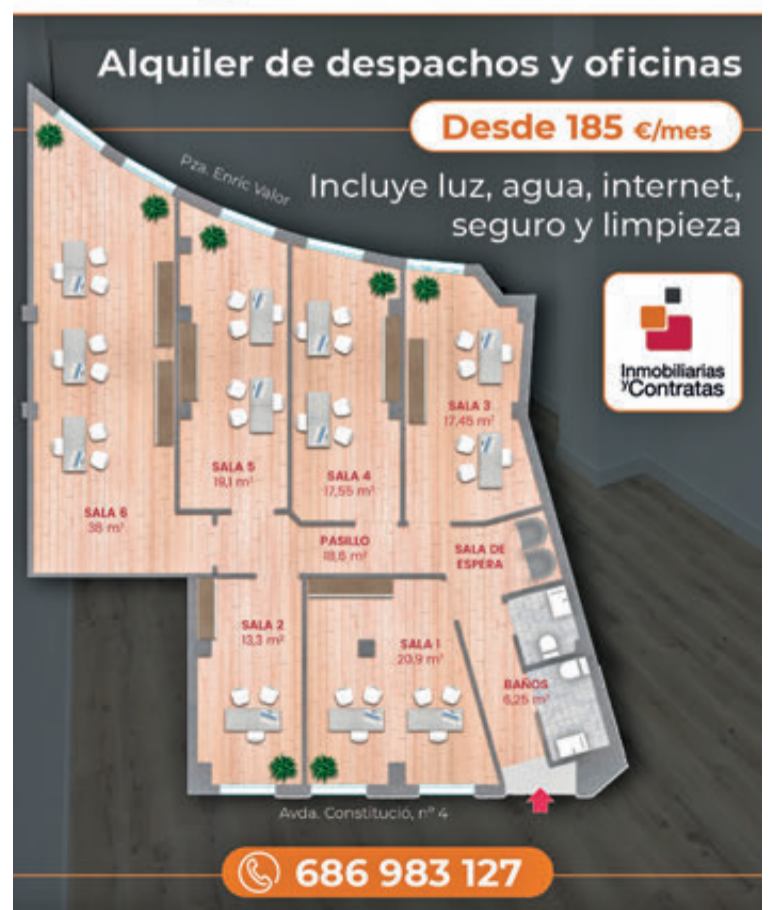 Alquiler de despachos y oficinas
Desde 185 €/mes
Pza. Enric Valor
Incluye luz, agua, internet,
seguro y limpieza
Inmobiliarias
yContratas
SALA 3
17,45 m²
SALA 5
19,1 m²
SALA 4
17,55 m²
SALA 6
38 m²
PASILLO
18,6 m²
SALA DE
ESPERA
SALA 2
13,3 m²
SALA 1
20,9 m²
BAÑOS
6,25 m²
Avda. Constitució, nº 4
686 983 127